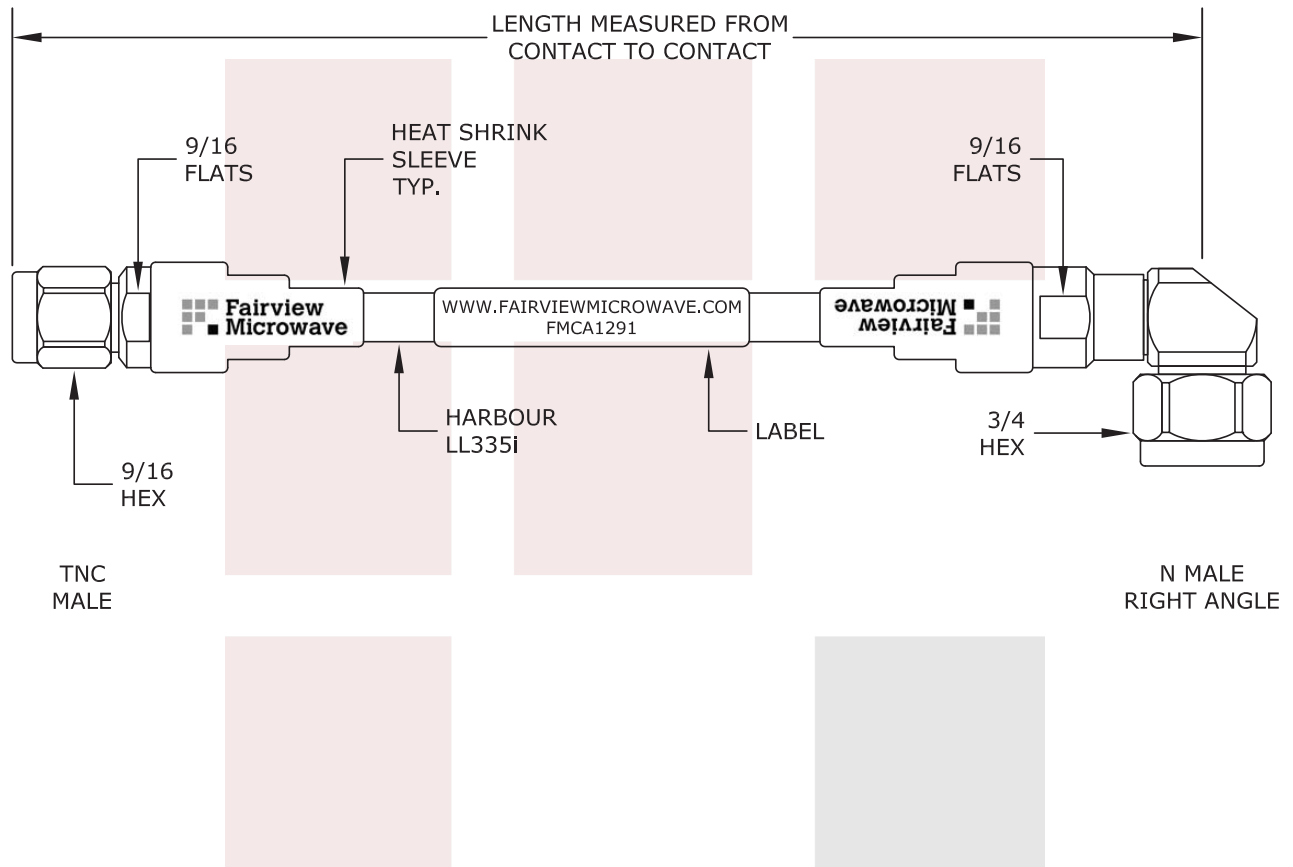 LENGTH MEASURED FROM
CONTACT TO CONTACT
9/16
FLATS
HEAT SHRINK
SLEEVE
TYP.
9/16
FLATS
Fairview
Microwave
WWW.FAIRVIEWMICROWAVE.COM
FMCA1291
Fairview
Microwave
HARBOUR
LL335i
LABEL
3/4
HEX
9/16
HEX
TNC
MALE
N MALE
RIGHT ANGLE